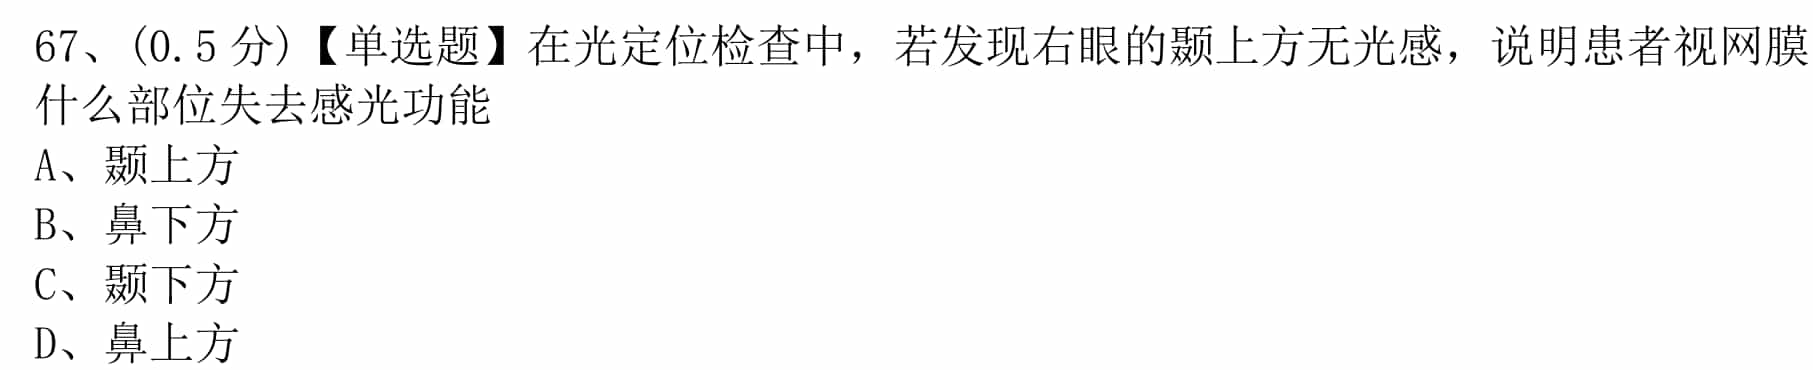 67、(0.5 分)【单选题】在光定位检查中，若发现右眼的颞上方无光感，说明患者视网膜
什么部位失去感光功能
A、颞上方
B、鼻下方
C、颞下方
D、鼻上方